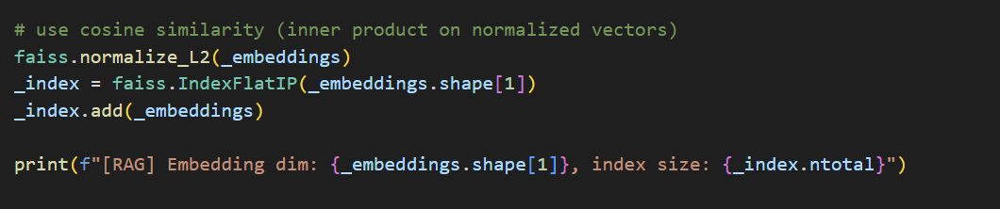 # use cosine similarity (inner product on normalized vectors)
faiss.normalize_L2(_embeddings)
_index = faiss.IndexFlatIP(_embeddings.shape[1])
_index.add(_embeddings)
print(f"[RAG] Embedding dim: {_embeddings.shape[1]}, index size: {_index.ntotal}")